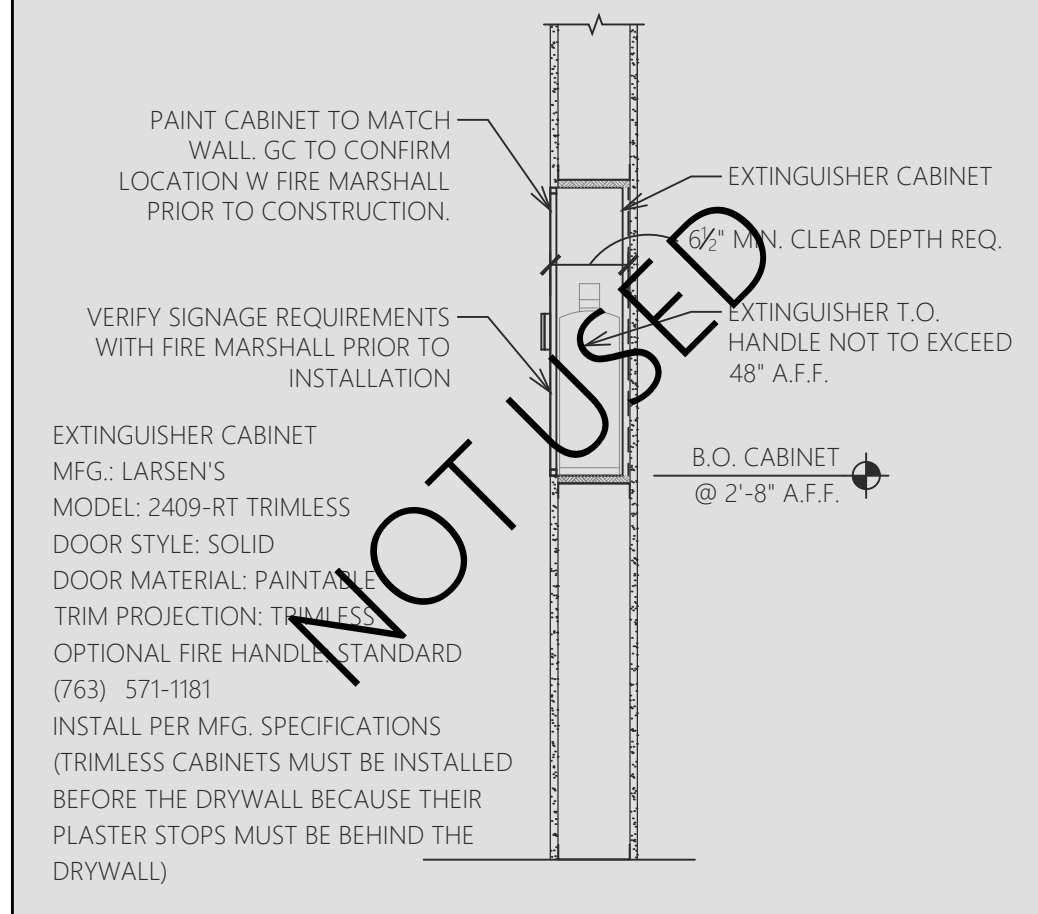 PAINT CABINET TO MATCH
WALL. GC TO CONFIRM
LOCATION W FIRE MARSHALL
PRIOR TO CONSTRUCTION.
EXTINGUISHER CABINET
6½" MIN. CLEAR DEPTH REQ.
VERIFY SIGNAGE REQUIREMENTS
WITH FIRE MARSHALL PRIOR TO
INSTALLATION
EXTINGUISHER T.O.
HANDLE NOT TO EXCEED
48" A.F.F.
B.O. CABINET
@ 2'-8" A.F.F.
EXTINGUISHER CABINET
MFG.: LARSEN'S
MODEL: 2409-RT TRIMLESS
DOOR STYLE: SOLID
DOOR MATERIAL: PAINTABLE
TRIM PROJECTION: TRIMLESS
OPTIONAL FIRE HANDLE: STANDARD
(763) 571-1181
INSTALL PER MFG. SPECIFICATIONS
(TRIMLESS CABINETS MUST BE INSTALLED
BEFORE THE DRYWALL BECAUSE THEIR
PLASTER STOPS MUST BE BEHIND THE
DRYWALL)
NOT USED